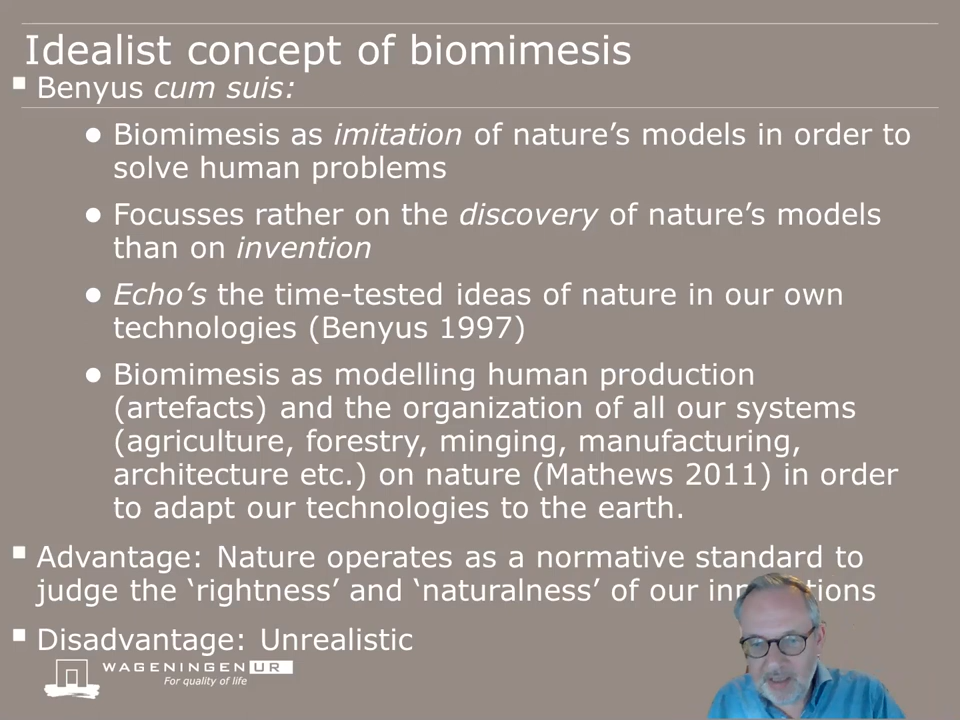 Idealist concept of biomimesis
Benyus cum suis:
Biomimesis as imitation of nature's models in order to
solve human problems
Focusses rather on the discovery of nature's models
than on invention
Echo's the time-tested ideas of nature in our own
technologies (Benyus 1997)
Biomimesis as modelling human production
(artefacts) and the organization of all our systems
(agriculture, forestry, minging, manufacturing,
architecture etc.) on nature (Mathews 2011) in order
to adapt our technologies to the earth.
Advantage: Nature operates as a normative standard to
judge the ‘rightness’ and ‘naturalness’ of our
Disadvantage: Unrealistic
WAGENINGEN UR
For quality of life